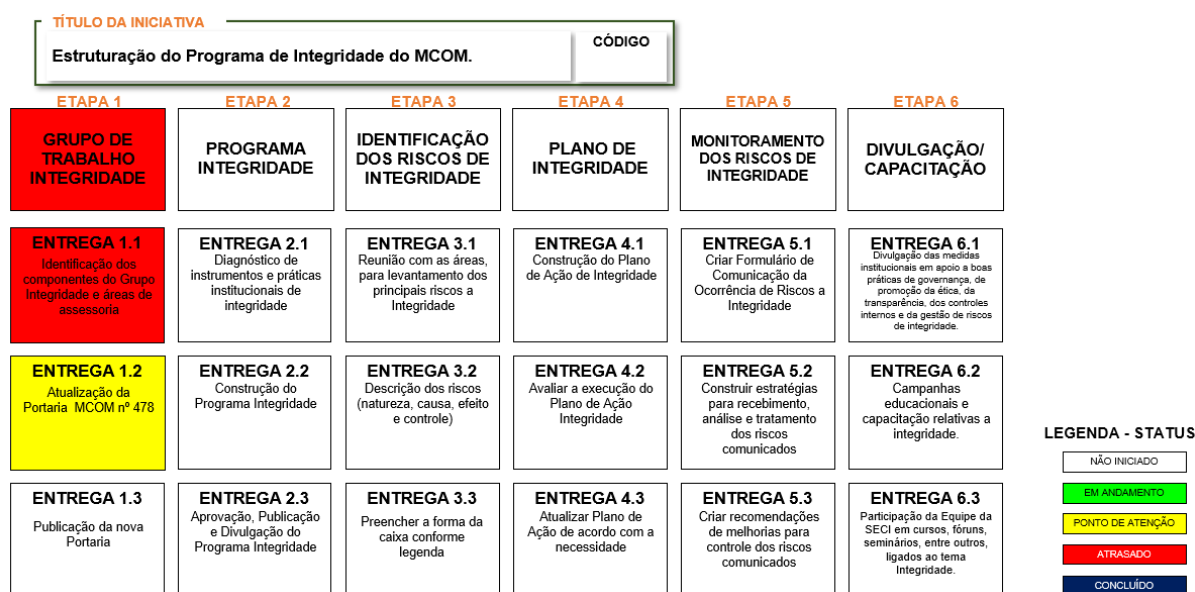 TÍTULO DA INICIATIVA
Estruturação do Programa de Integridade do MCOM.
CÓDIGO
ETAPA 1
ETAPA 2
ETAPA 3
ETAPA 4
ETAPA 5
ETAPA 6
GRUPO DE
TRABALHO
INTEGRIDADE
PROGRAMA
INTEGRIDADE
IDENTIFICAÇÃO
DOS RISCOS DE
INTEGRIDADE
PLANO DE
INTEGRIDADE
MONITORAMENTO
DOS RISCOS DE
INTEGRIDADE
DIVULGAÇÃO/
CAPACITAÇÃO
ENTREGA 1.1
Identificação dos
componentes do Grupo
Integridade e áreas de
assessoria
ENTREGA 2.1
Diagnóstico de
instrumentos e práticas
institucionais de
integridade
ENTREGA 3.1
Reunião com as áreas,
para levantamento dos
principais riscos a
Integridade
ENTREGA 4.1
Construção do Plano
de Ação de Integridade
ENTREGA 5.1
Criar Formulário de
Comunicação da
Ocorrência de Riscos a
Integridade
ENTREGA 6.1
Divulgação das medidas
institucionais em apoio a boas
práticas de governança, de
promoção da ética, da
transparência, dos controles
internos e da gestão de riscos
de integridade.
ENTREGA 1.2
Atualização da
Portaria MCOM nº 478
ENTREGA 2.2
Construção do
Programa Integridade
ENTREGA 3.2
Descrição dos riscos
(natureza, causa, efeito
e controle)
ENTREGA 4.2
Avaliar a execução do
Plano de Ação
Integridade
ENTREGA 5.2
Construir estratégias
para recebimento,
análise e tratamento
dos riscos
comunicados
ENTREGA 6.2
Campanhas
educacionais e
capacitação relativas a
integridade.
ENTREGA 1.3
Publicação da nova
Portaria
ENTREGA 2.3
Aprovação, Publicação
e Divulgação do
Programa Integridade
ENTREGA 3.3
Preencher a forma da
caixa conforme
legenda
ENTREGA 4.3
Atualizar Plano de
Ação de acordo com a
necessidade
ENTREGA 5.3
Criar recomendações
de melhorias para
controle dos riscos
comunicados
ENTREGA 6.3
Participação da Equipe da
SECI em cursos, fóruns,
seminários, entre outros,
ligados ao tema
Integridade.
LEGENDA - STATUS
NÃO INICIADO
EM ANDAMENTO
PONTO DE ATENÇÃO
ATRASADO
CONCLUÍDO